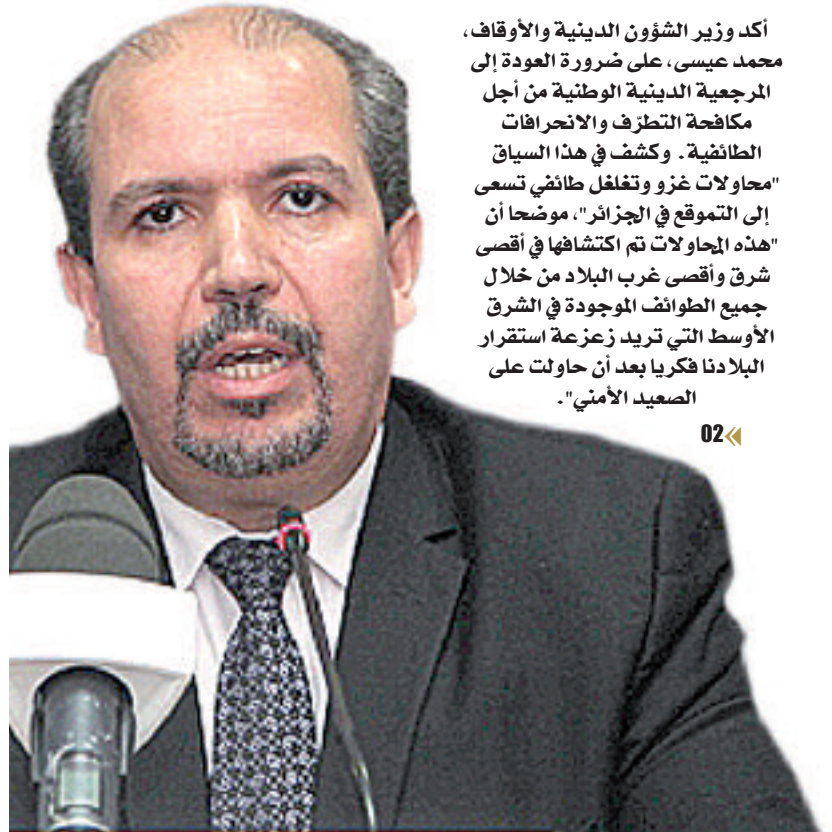 أكد وزير الشؤون الدينية والأوقاف،
محمد عيسى، على ضرورة العودة إلى
المرجعية الدينية الوطنية من أجل
مكافحة التطرّف والانحرافات
الطائفية. وكشف في هذا السياق
"محاولات غزو وتغلغل طائفي تسعى
إلى التموقع في الجزائر"، موضحا أن
"هذه المحاولات تم اكتشافها في أقصى
شرق وأقصى غرب البلاد من خلال
جميع الطوائف الموجودة في الشرق
الأوسط التي تريد زعزعة استقرار
البلادنا فكريا بعد أن حاولت على
الصعيد الأمني".
02